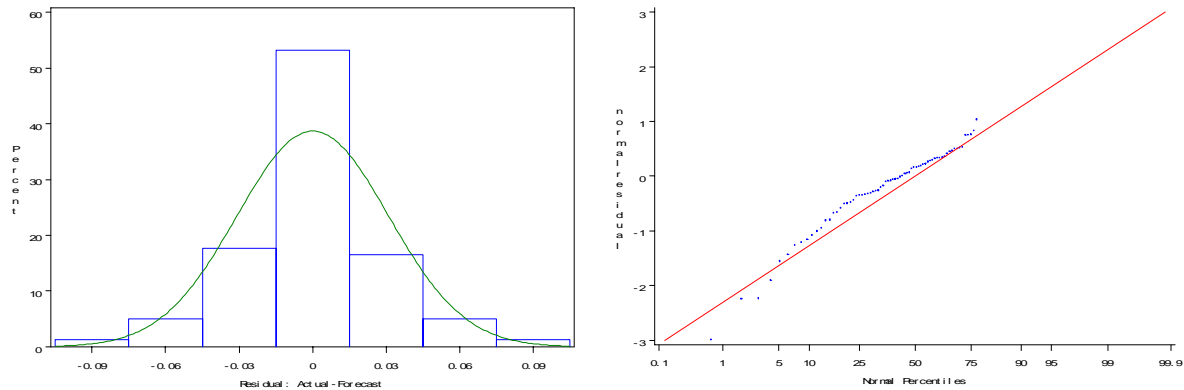 60
50
40
30
20
10
0
Percent
-0.09 -0.06 -0.03 0 0.03 0.06 0.09
Residual: Actual-Forecast
3
2
1
0
-1
-2
-3
normal residual
0.1 1 5 10 25 50 75 90 95 99 99.9
Normal Percentiles